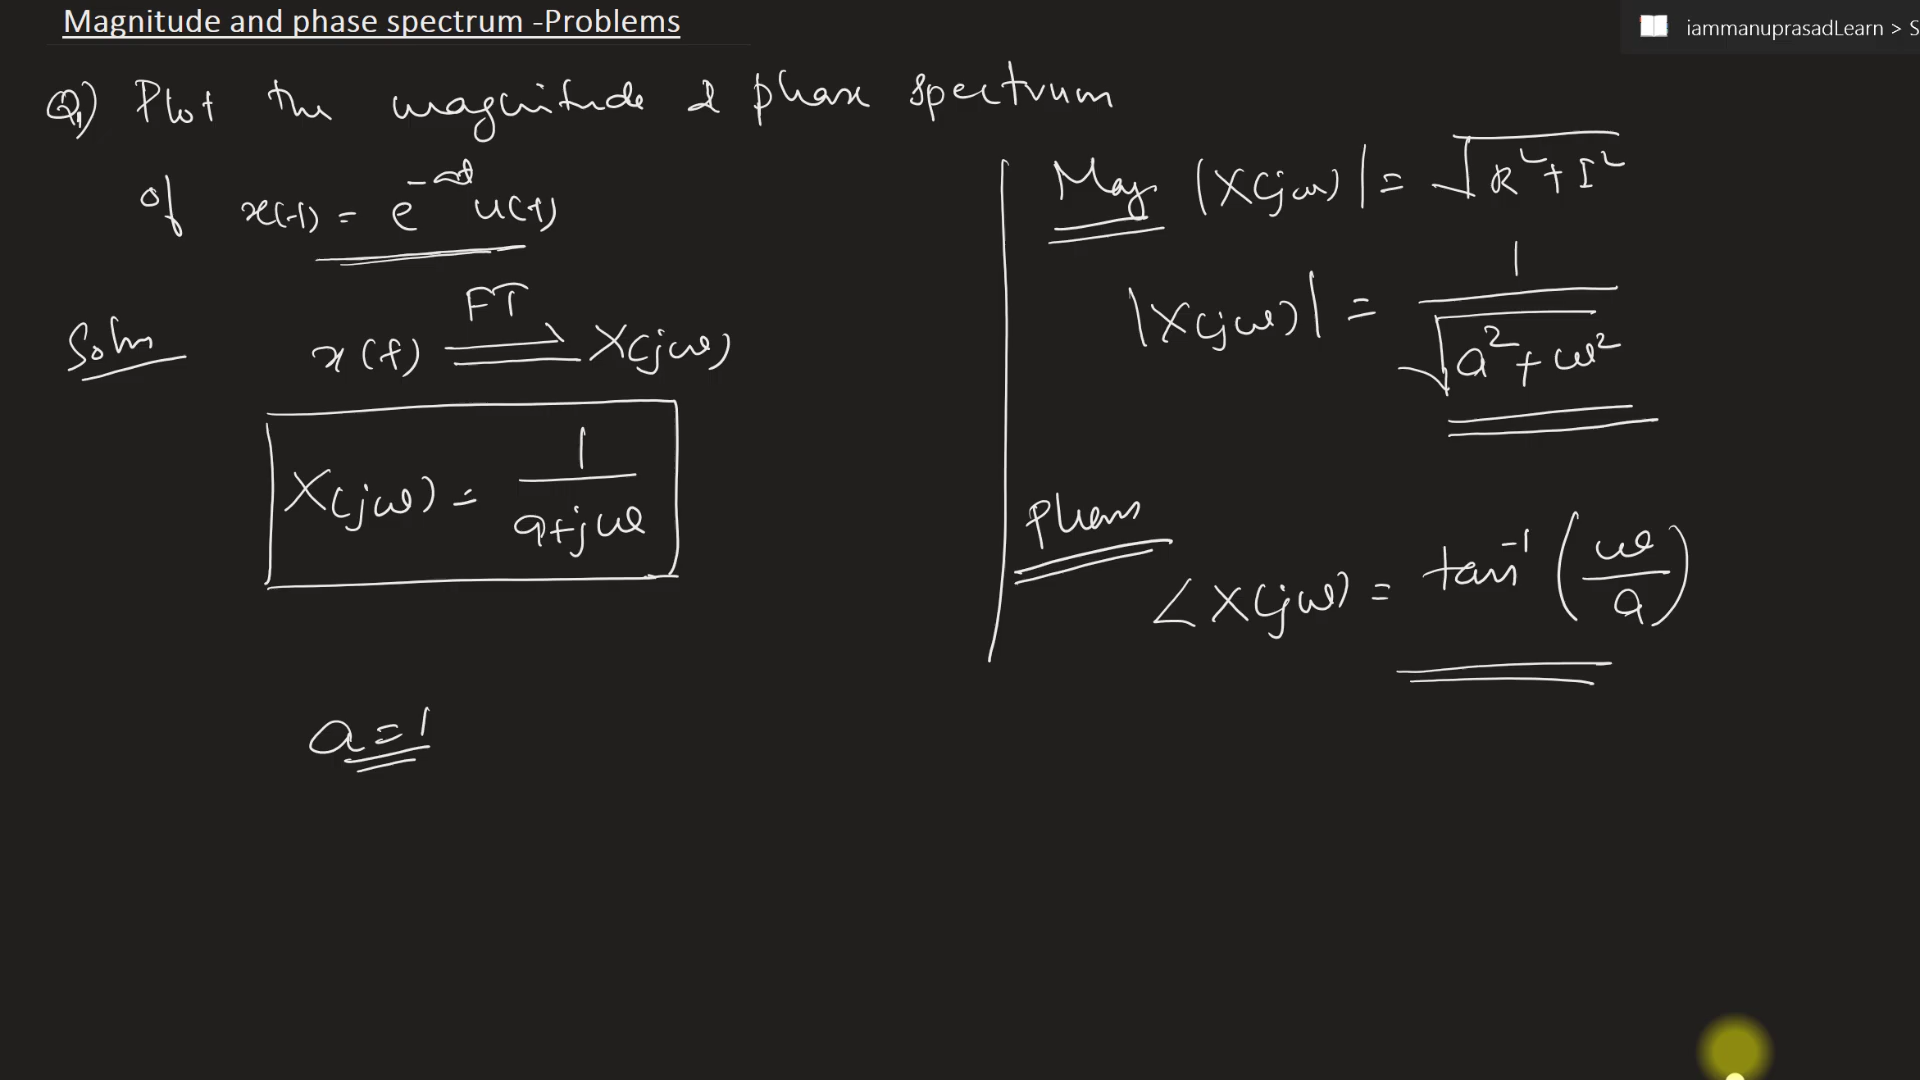 Magnitude and phase spectrum -Problems
iammanuprasadLearn > S
Q1) Plot the magnitude & phase spectrum
of x(t) = e^{-at} u(t)
Soln x(t) FT ⇌ X(jω)
X(jω) = 1/(a+jω)
a=1
Mag |X(jω)| = √(R²+I²)
|X(jω)| = 1/√(a²+ω²)
Phase
∠X(jω) = tan⁻¹(ω/a)